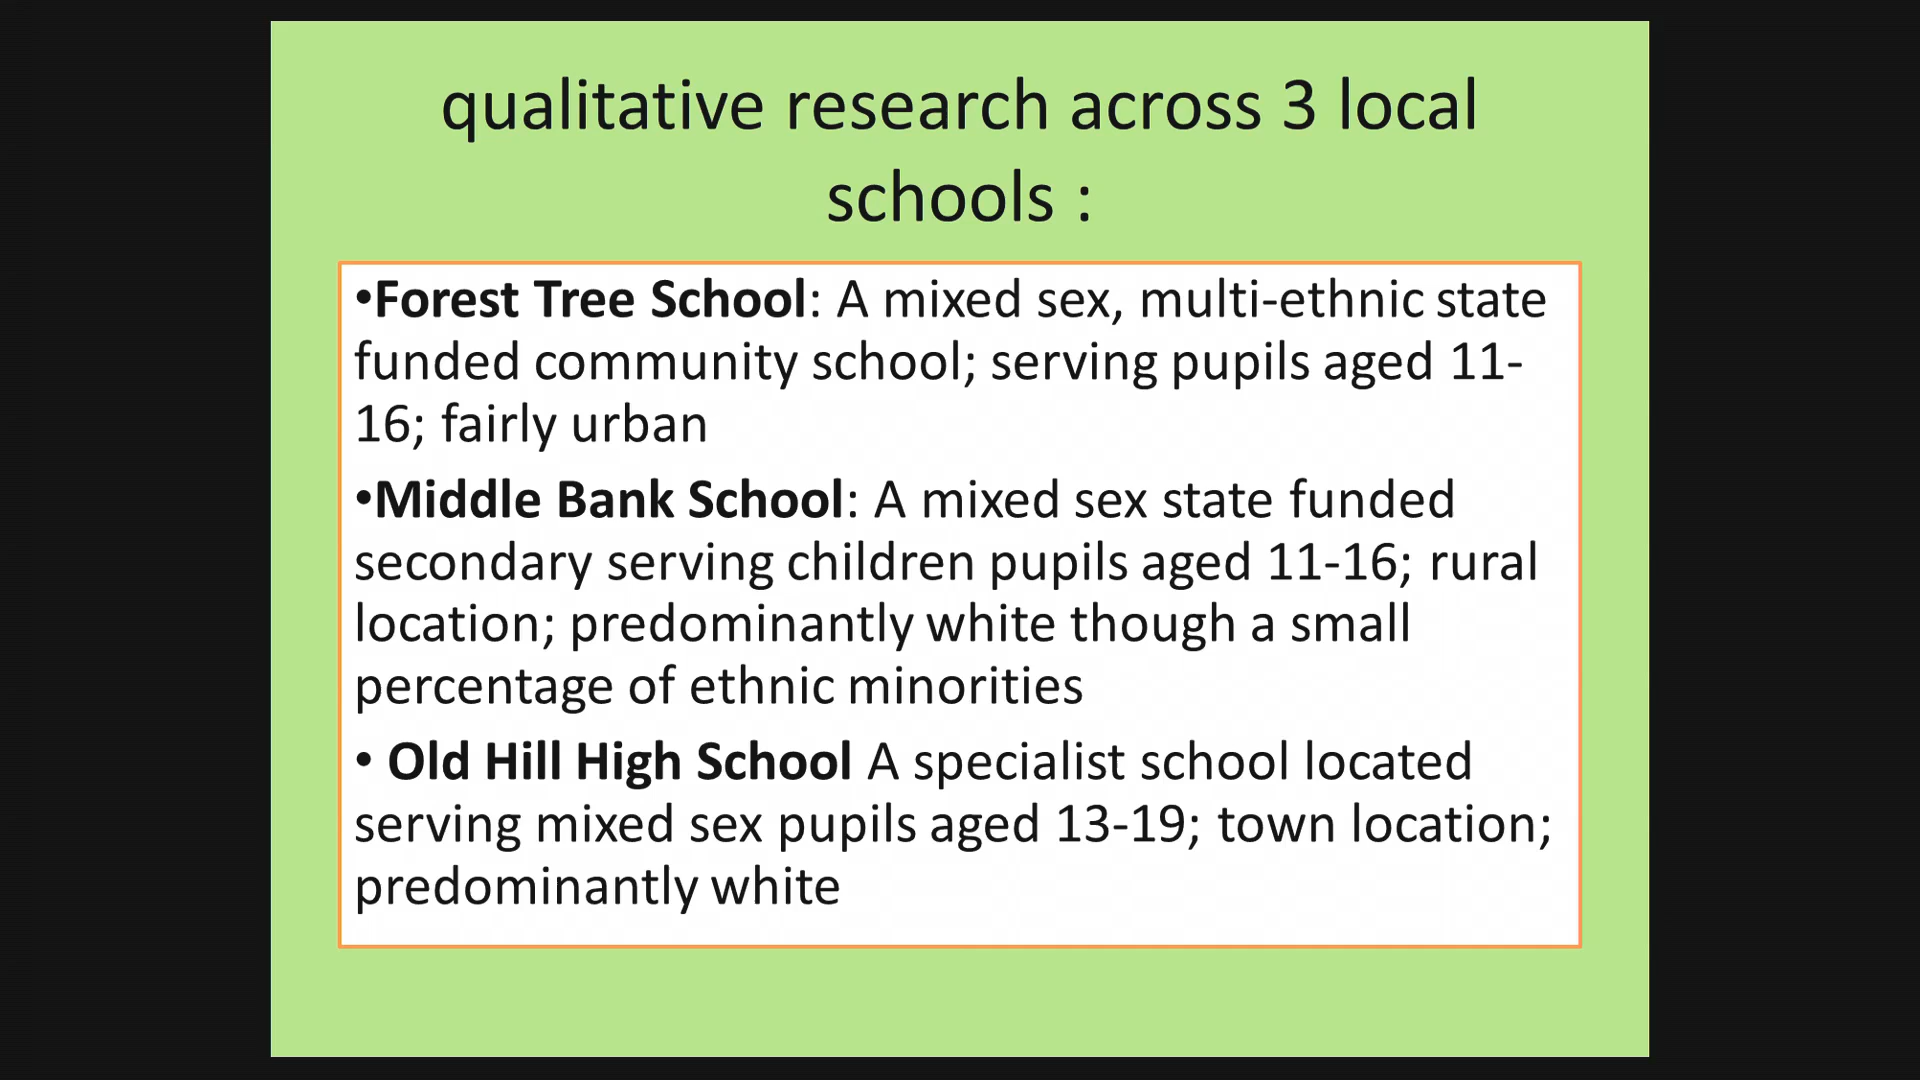 qualitative research across 3 local
schools :
•Forest Tree School: A mixed sex, multi-ethnic state
funded community school; serving pupils aged 11-
16; fairly urban
•Middle Bank School: A mixed sex state funded
secondary serving children pupils aged 11-16; rural
location; predominantly white though a small
percentage of ethnic minorities
• Old Hill High School A specialist school located
serving mixed sex pupils aged 13-19; town location;
predominantly white